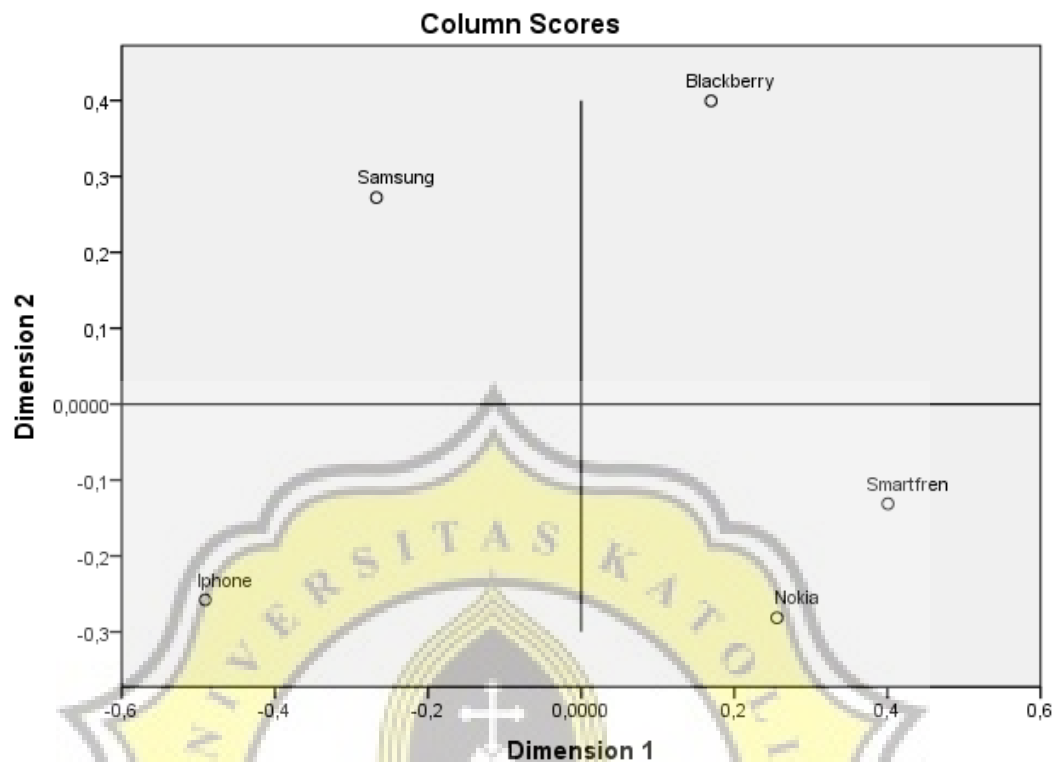 Column Scores
Dimension 2
0,4
0,3
0,2
0,1
0,0000
-0,1
-0,2
-0,3
Blackberry
Samsung
Smartfren
Iphone
Nokia
UNIVERSITAS KATOLI
-0,6 -0,4 -0,2 0,0000 0,2 0,4 0,6
Dimension 1